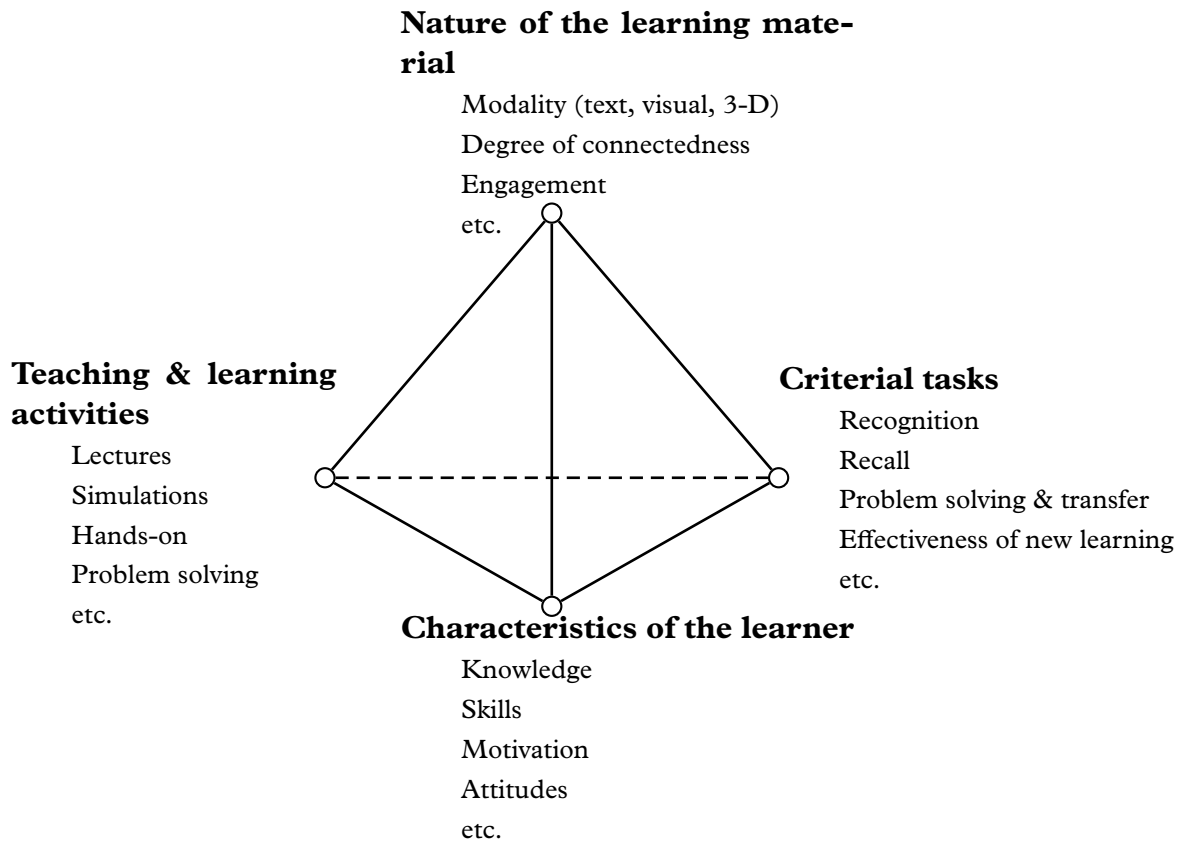 Nature of the learning mate-
rial
Modality (text, visual, 3-D)
Degree of connectedness
Engagement
etc.
Teaching & learning
activities
Lectures
Simulations
Hands-on
Problem solving
etc.
Criterial tasks
Recognition
Recall
Problem solving & transfer
Effectiveness of new learning
etc.
Characteristics of the learner
Knowledge
Skills
Motivation
Attitudes
etc.